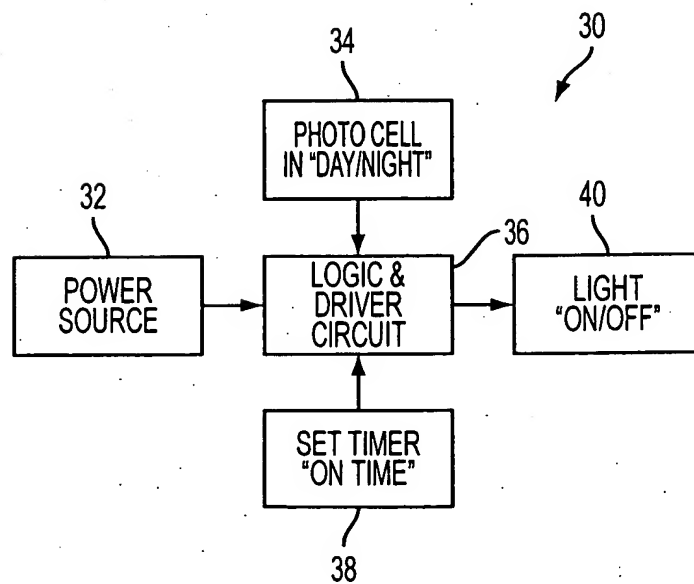 34
30
PHOTO CELL
IN "DAY/NIGHT"
32
36
40
POWER
SOURCE
LOGIC &
DRIVER
CIRCUIT
LIGHT
"ON/OFF"
SET TIMER
"ON TIME"
38